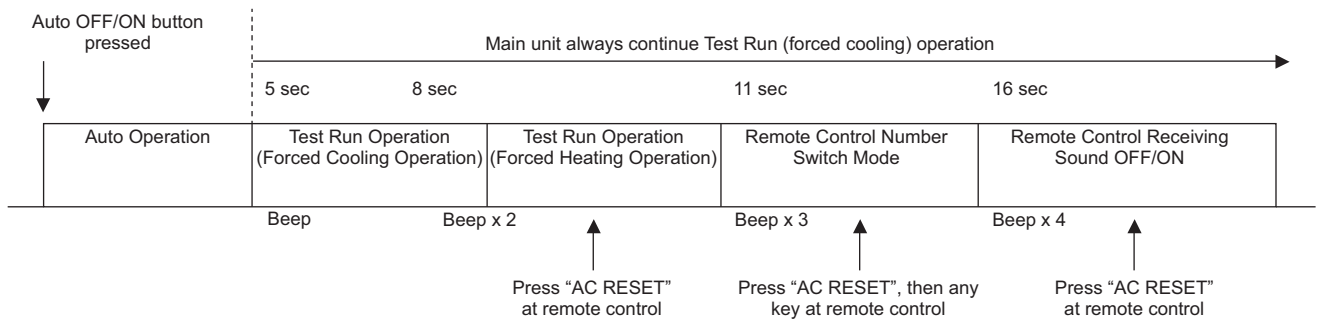 Auto OFF/ON button
pressed
Main unit always continue Test Run (forced cooling) operation
5 sec
8 sec
11 sec
16 sec
Auto Operation
Test Run Operation
(Forced Cooling Operation)
Test Run Operation
(Forced Heating Operation)
Remote Control Number
Switch Mode
Remote Control Receiving
Sound OFF/ON
Beep
Beep x 2
Beep x 3
Beep x 4
Press “AC RESET”
at remote control
Press “AC RESET”, then any
key at remote control
Press “AC RESET”
at remote control